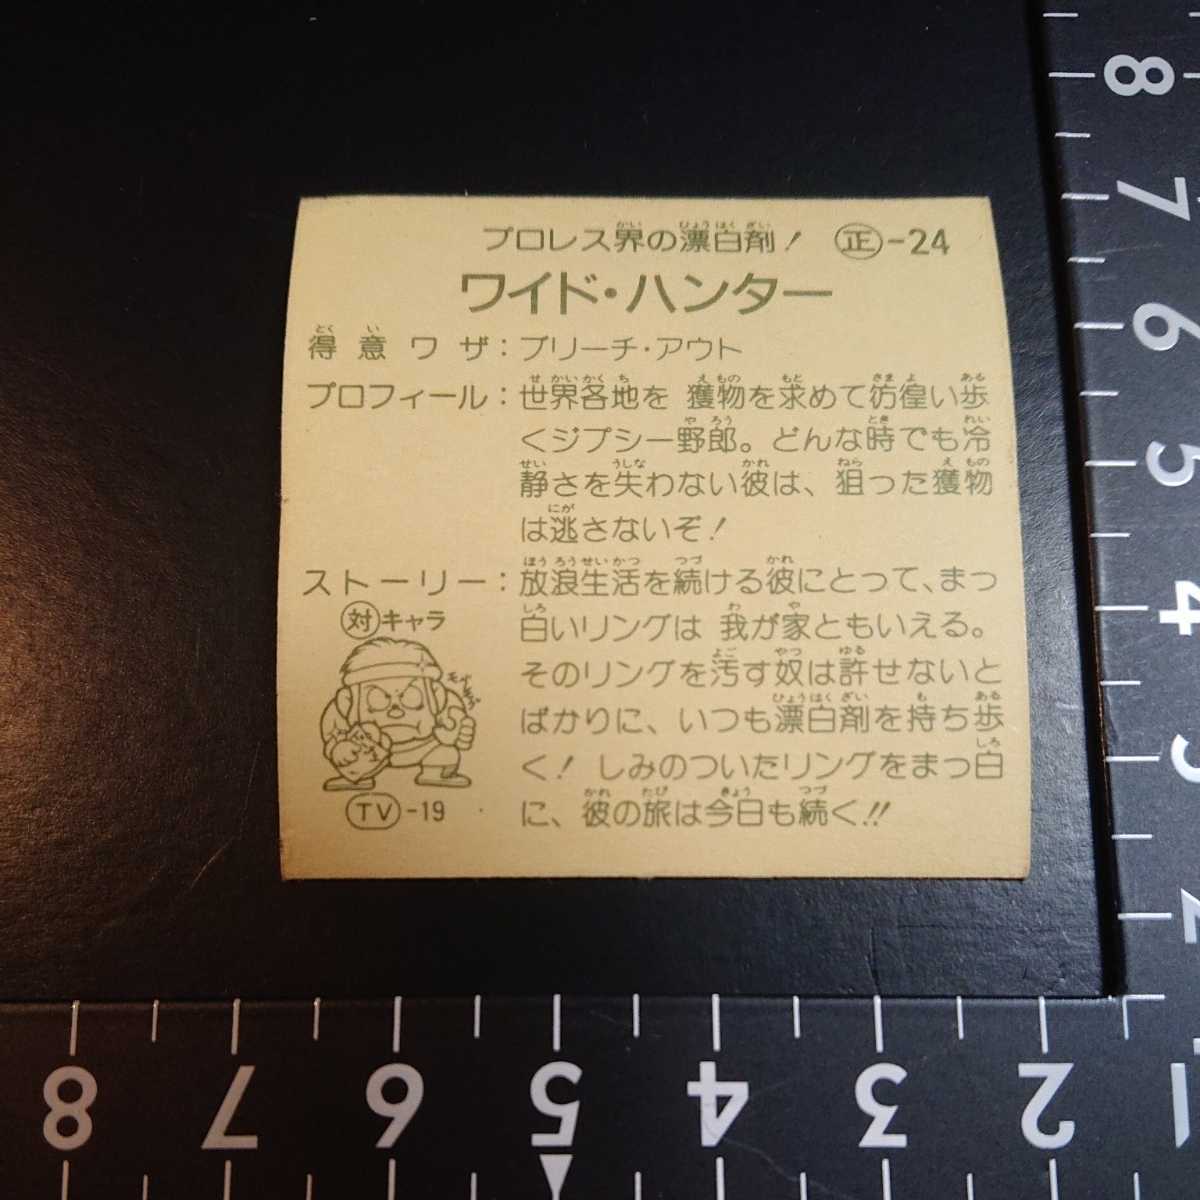 プロレス界の漂白剤! 正-24
ワイド・ハンター
得意ワザ:ブリーチ・アウト
プロフィール:世界各地を 獲物を求めて彷徨い歩
くジプシー野郎。どんな時でも冷
静さを失わない彼は、狙った獲物
は逃さないぞ!
ストーリー:放浪生活を続ける彼にとって、まっ
白いリングは 我が家ともいえる。
そのリングを汚す奴は許せないと
ばかりに、いつも漂白剤を持ち歩
く! しみのついたリングをまっ白
に、彼の旅は今日も続く!!
対キャラ
TV-19
8
7
6
5
4
3
2
8
7
6
5
4
3
2
1